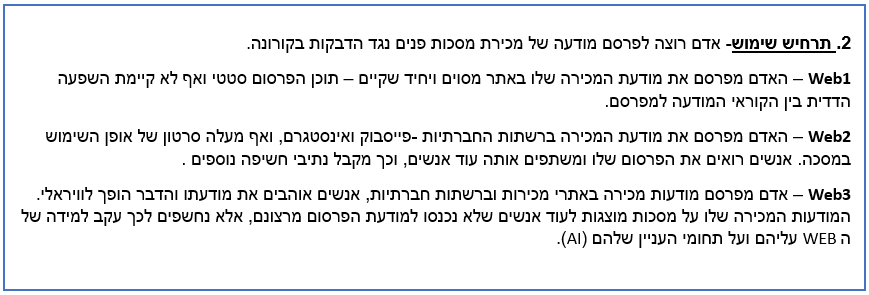 2. תרחיש שימוש- אדם רוצה לפרסם מודעה של מכירת מסכות פנים נגד הדבקות בקורונה.
Web1 – האדם מפרסם את מודעת המכירה שלו באתר מסוים ויחיד שקיים – תוכן הפרסום סטטי ואף לא קיימת השפעה
הדדית בין הקוראי המודעה למפרסם.
Web2 – האדם מפרסם את מודעת המכירה ברשתות החברתיות -פייסבוק ואינסטגרם, ואף מעלה סרטון של אופן השימוש
במסכה. אנשים רואים את הפרסום שלו ומשתפים אותה עוד אנשים, וכך מקבל נתיבי חשיפה נוספים .
Web3 – אדם מפרסם מודעות מכירה באתרי מכירות וברשתות חברתיות, אנשים אוהבים את מודעתו והדבר הופך לוויראלי.
המודעות המכירה שלו על מסכות מוצגות לעוד אנשים שלא נכנסו למודעת הפרסום מרצונם, אלא נחשפים לכך עקב למידה של
ה WEB עליהם ועל תחומי העניין שלהם (AI).